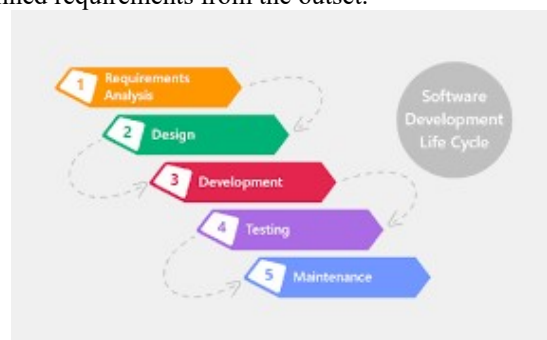 requirements from the outset.
1
Requirements
Analysis
2
Design
3
Development
4
Testing
5
Maintenance
Software
Development
Life Cycle